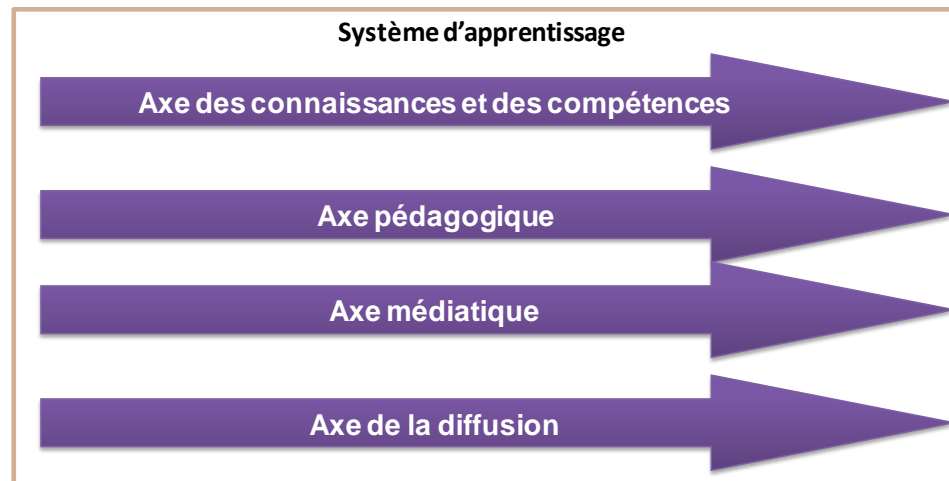 Système d'apprentissage
Axe des connaissances et des compétences
Axe pédagogique
Axe médiatique
Axe de la diffusion